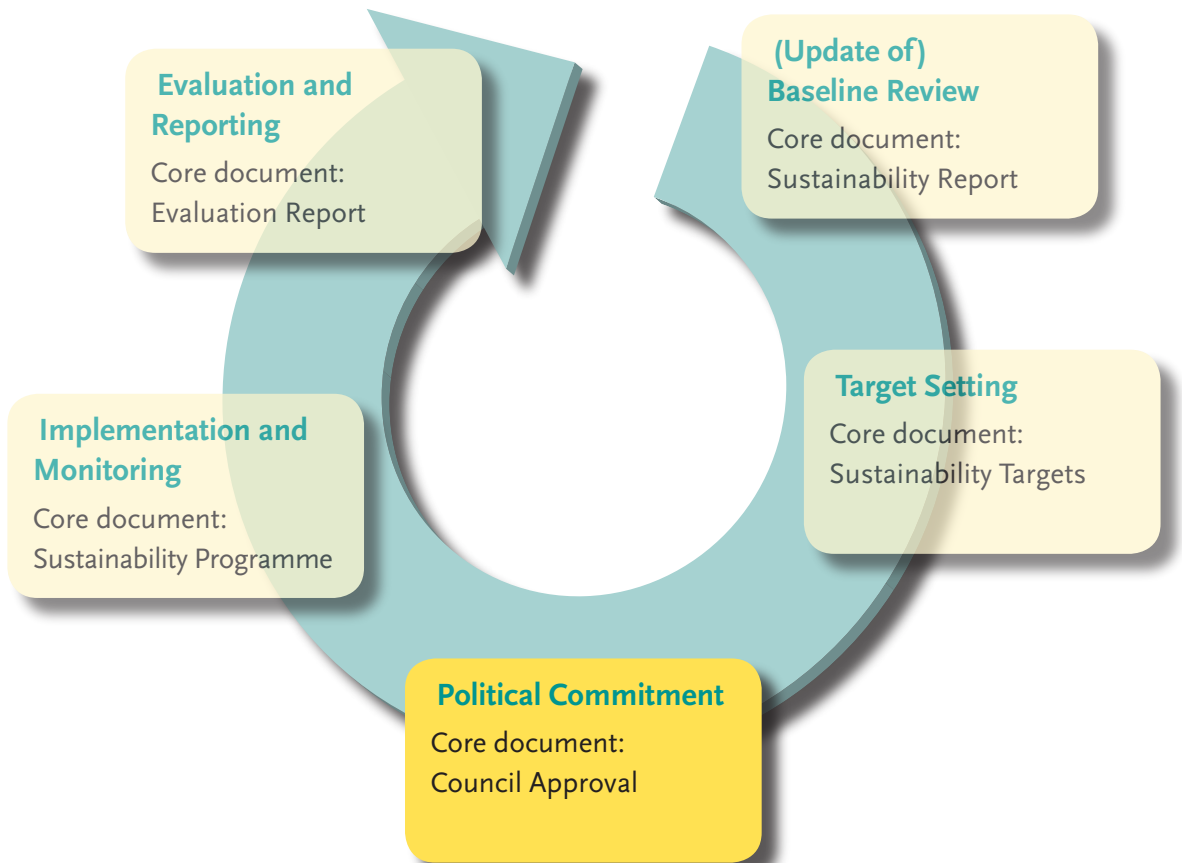 (Update of)
Baseline Review
Core document:
Sustainability Report
Target Setting
Core document:
Sustainability Targets
Political Commitment
Core document:
Council Approval
Implementation and
Monitoring
Core document:
Sustainability Programme
Evaluation and
Reporting
Core document:
Evaluation Report